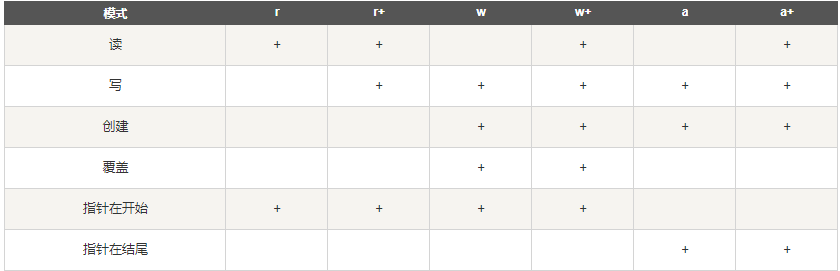 模式 r r+ w w+ a a+
读 + + + +
写 + + + + +
创建 + + + +
覆盖 + +
指针在开始 + + + +
指针在结尾 + +